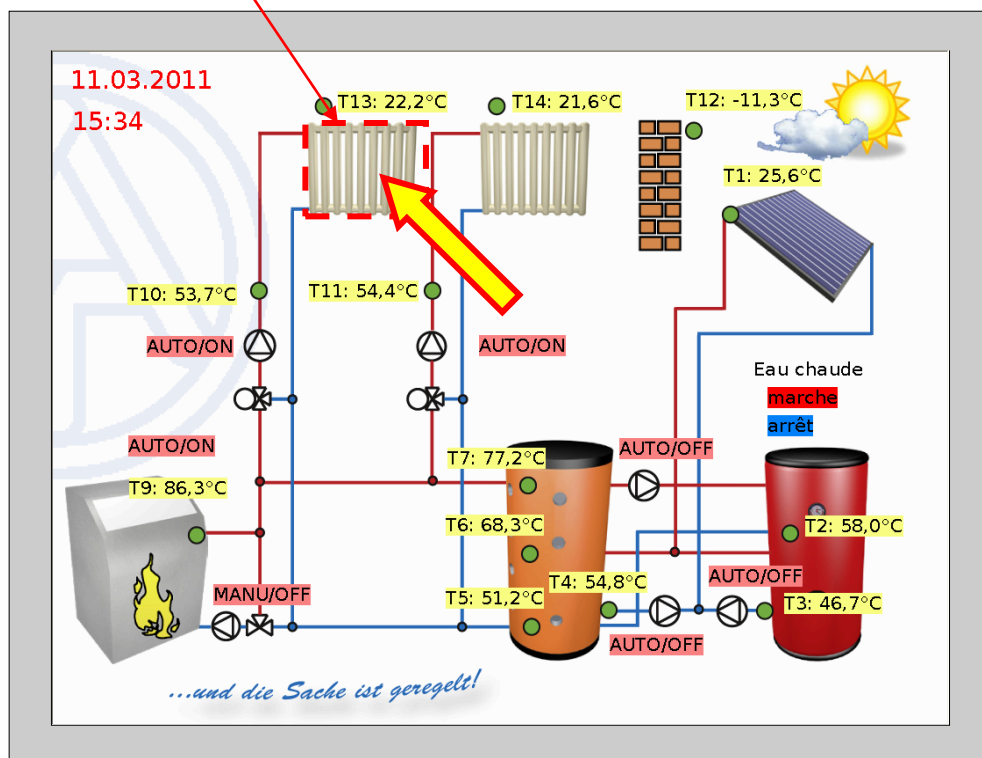 11.03.2011
15:34
T13: 22,2°C
T14: 21,6°C
T12: -11,3°C
T1: 25,6°C
T10: 53,7°C
T11: 54,4°C
AUTO/ON
AUTO/ON
Eau chaude
marche
arrêt
AUTO/ON
AUTO/OFF
T7: 77,2°C
T9: 86,3°C
T6: 68,3°C
T2: 58,0°C
T4: 54,8°C
AUTO/OFF
MANU/OFF
T5: 51,2°C
T3: 46,7°C
AUTO/OFF
...und die Sache ist geregelt!